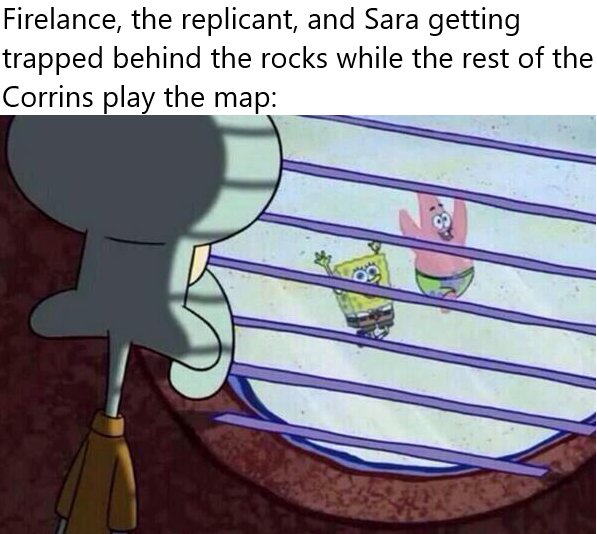 Firelance, the replicant, and Sara getting
trapped behind the rocks while the rest of the
Corrins play the map: